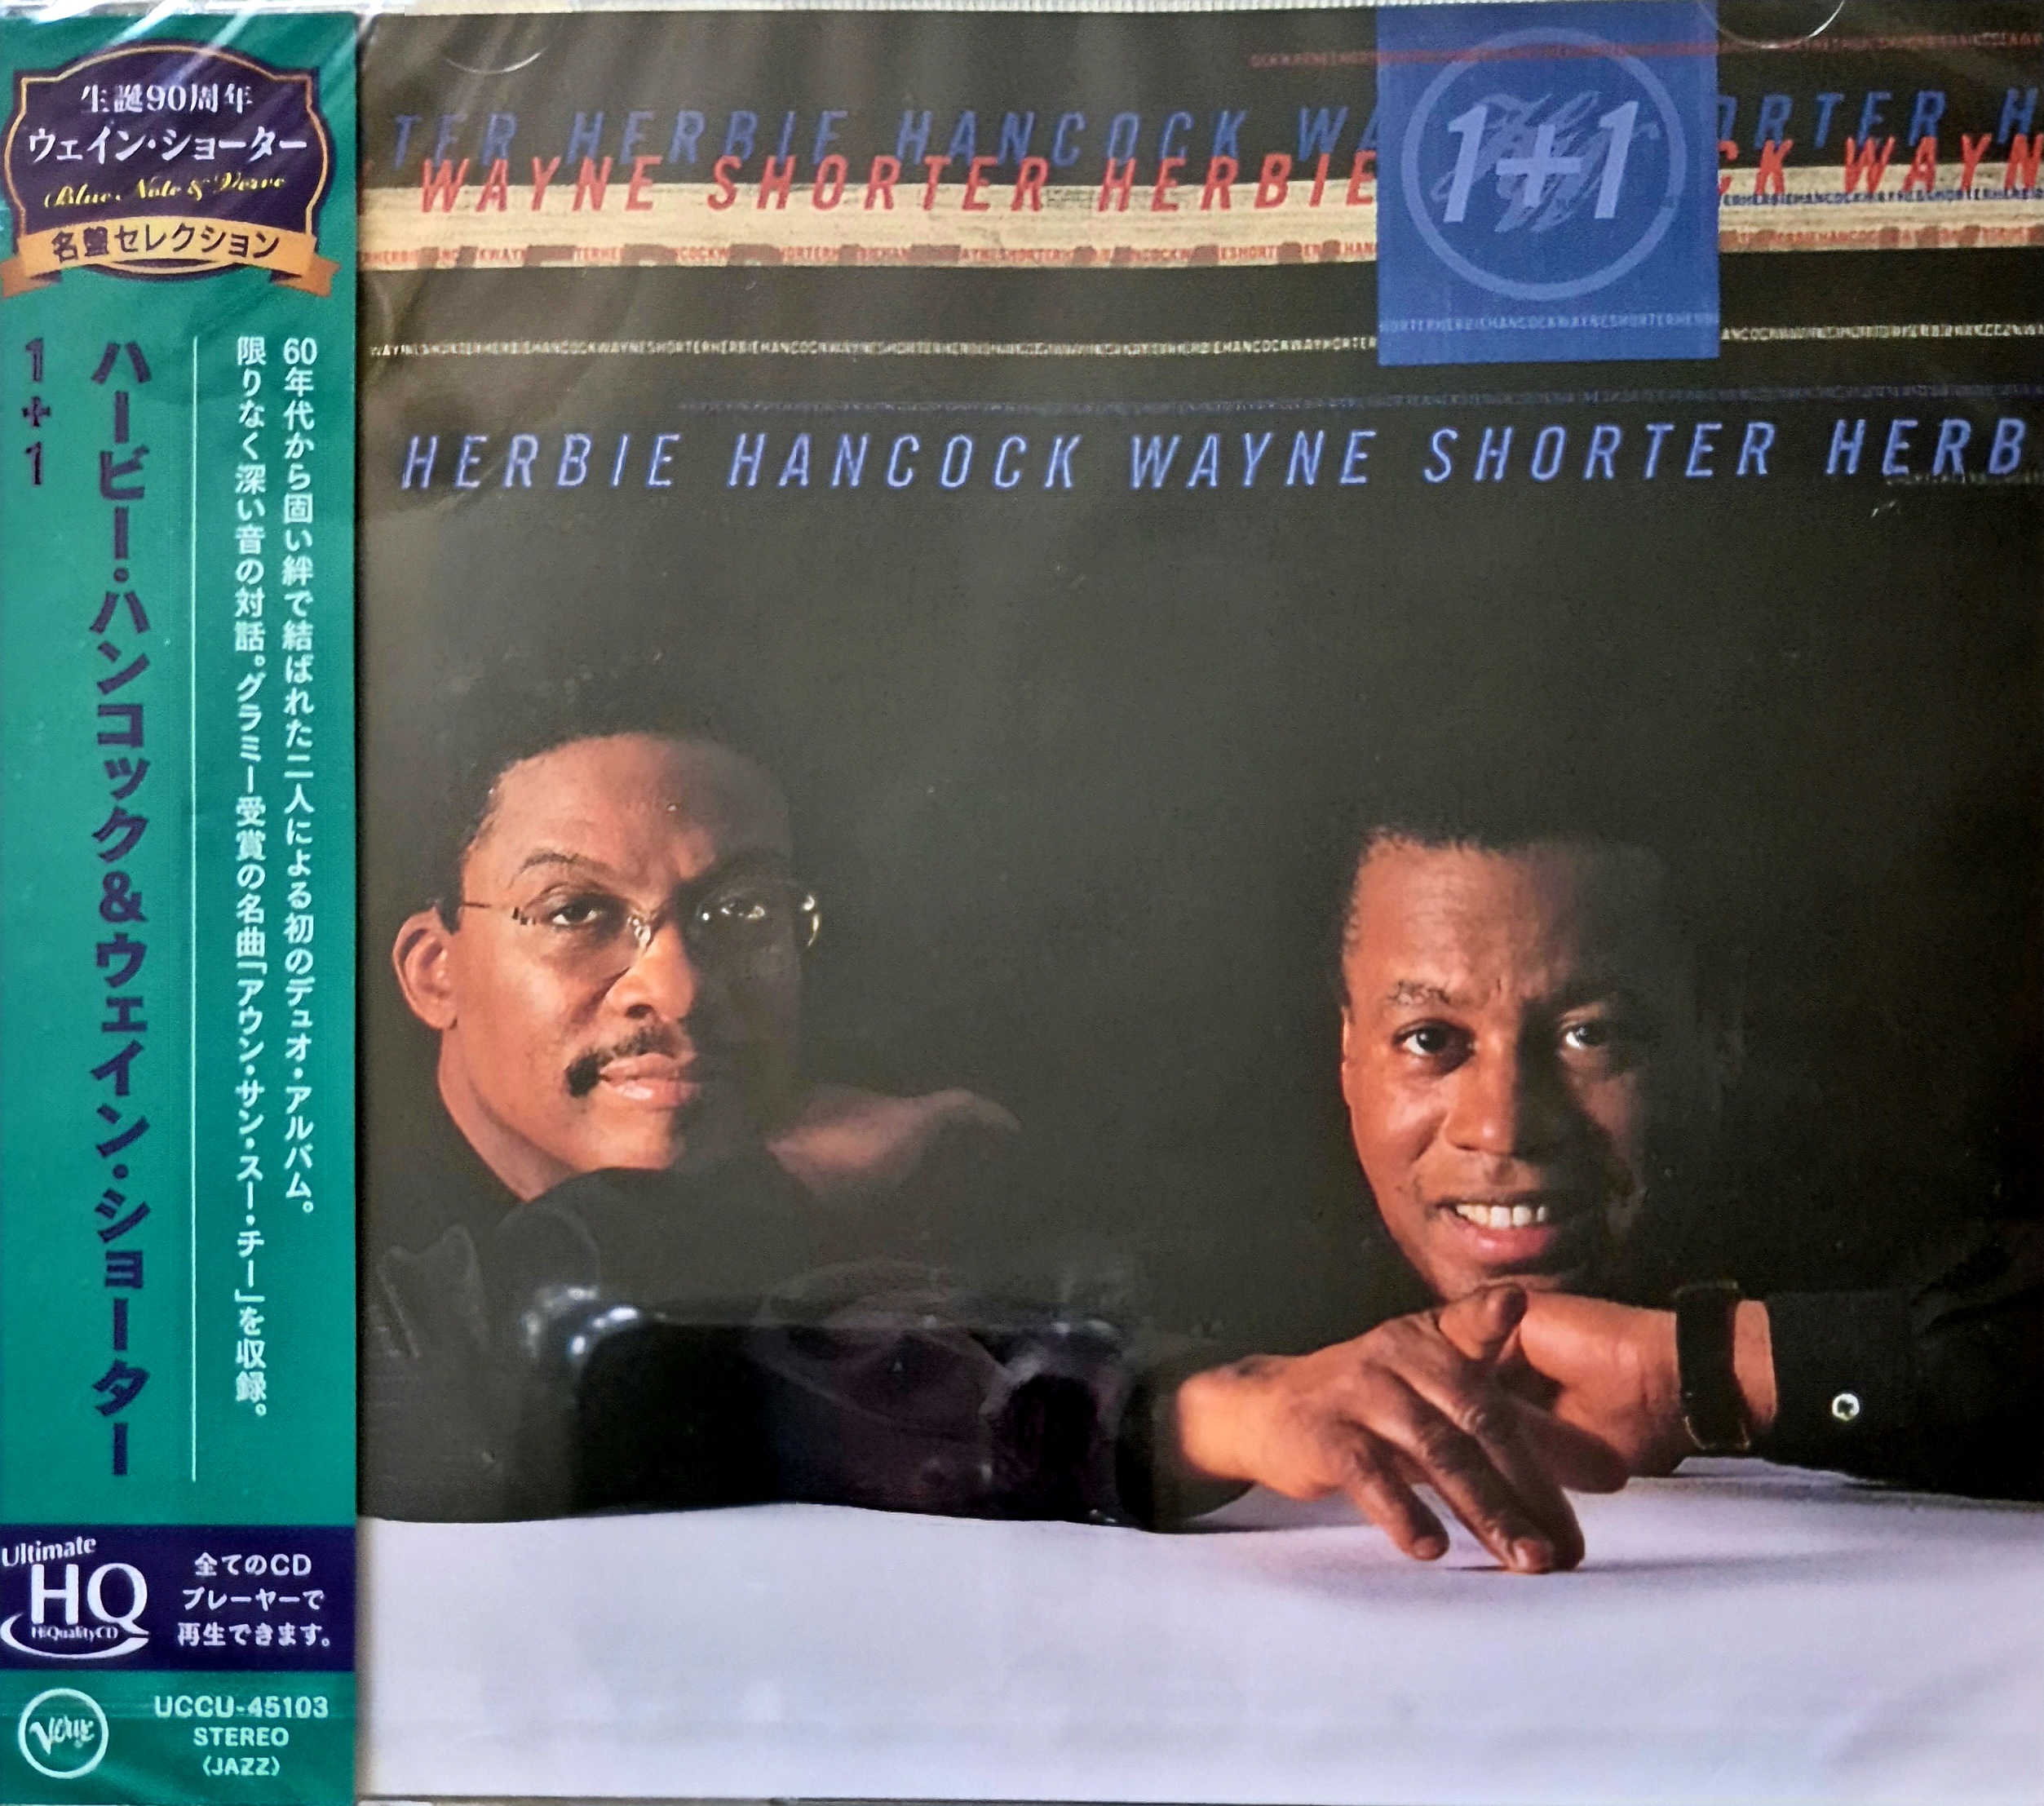 生誕90周年
ウェイン・ショーター
Blue Note & Verve
名盤セレクション
60年代から固い絆で結ばれた二人による初のデュオ・アルバム。
限りなく深い音の対話。グラミー受賞の名曲「アウン・サン・スー・チー」を収録。
ハービー・ハンコック&ウェイン・ショーター
1+1
Ultimate
HQ
HiQualityCD
全てのCD
プレーヤーで
再生できます。
Verve
UCCU-45103
STEREO
〈JAZZ〉
TER HERBIE HANCOCK WA ORTER H
WAYNE SHORTER HERBIE CK WAYN
1+1
HERBIE HANCOCK WAYNE SHORTER HERB